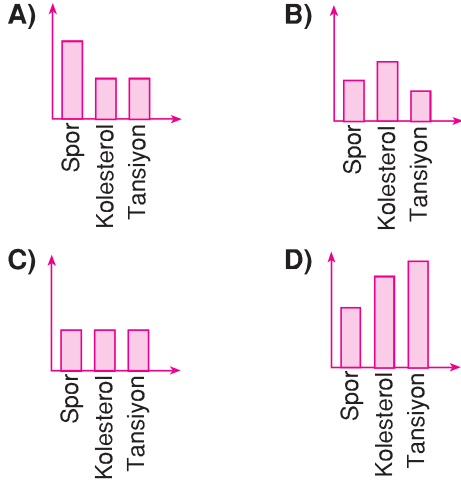 A)
Spor
Kolesterol
Tansiyon
B)
Spor
Kolesterol
Tansiyon
C)
Spor
Kolesterol
Tansiyon
D)
Spor
Kolesterol
Tansiyon